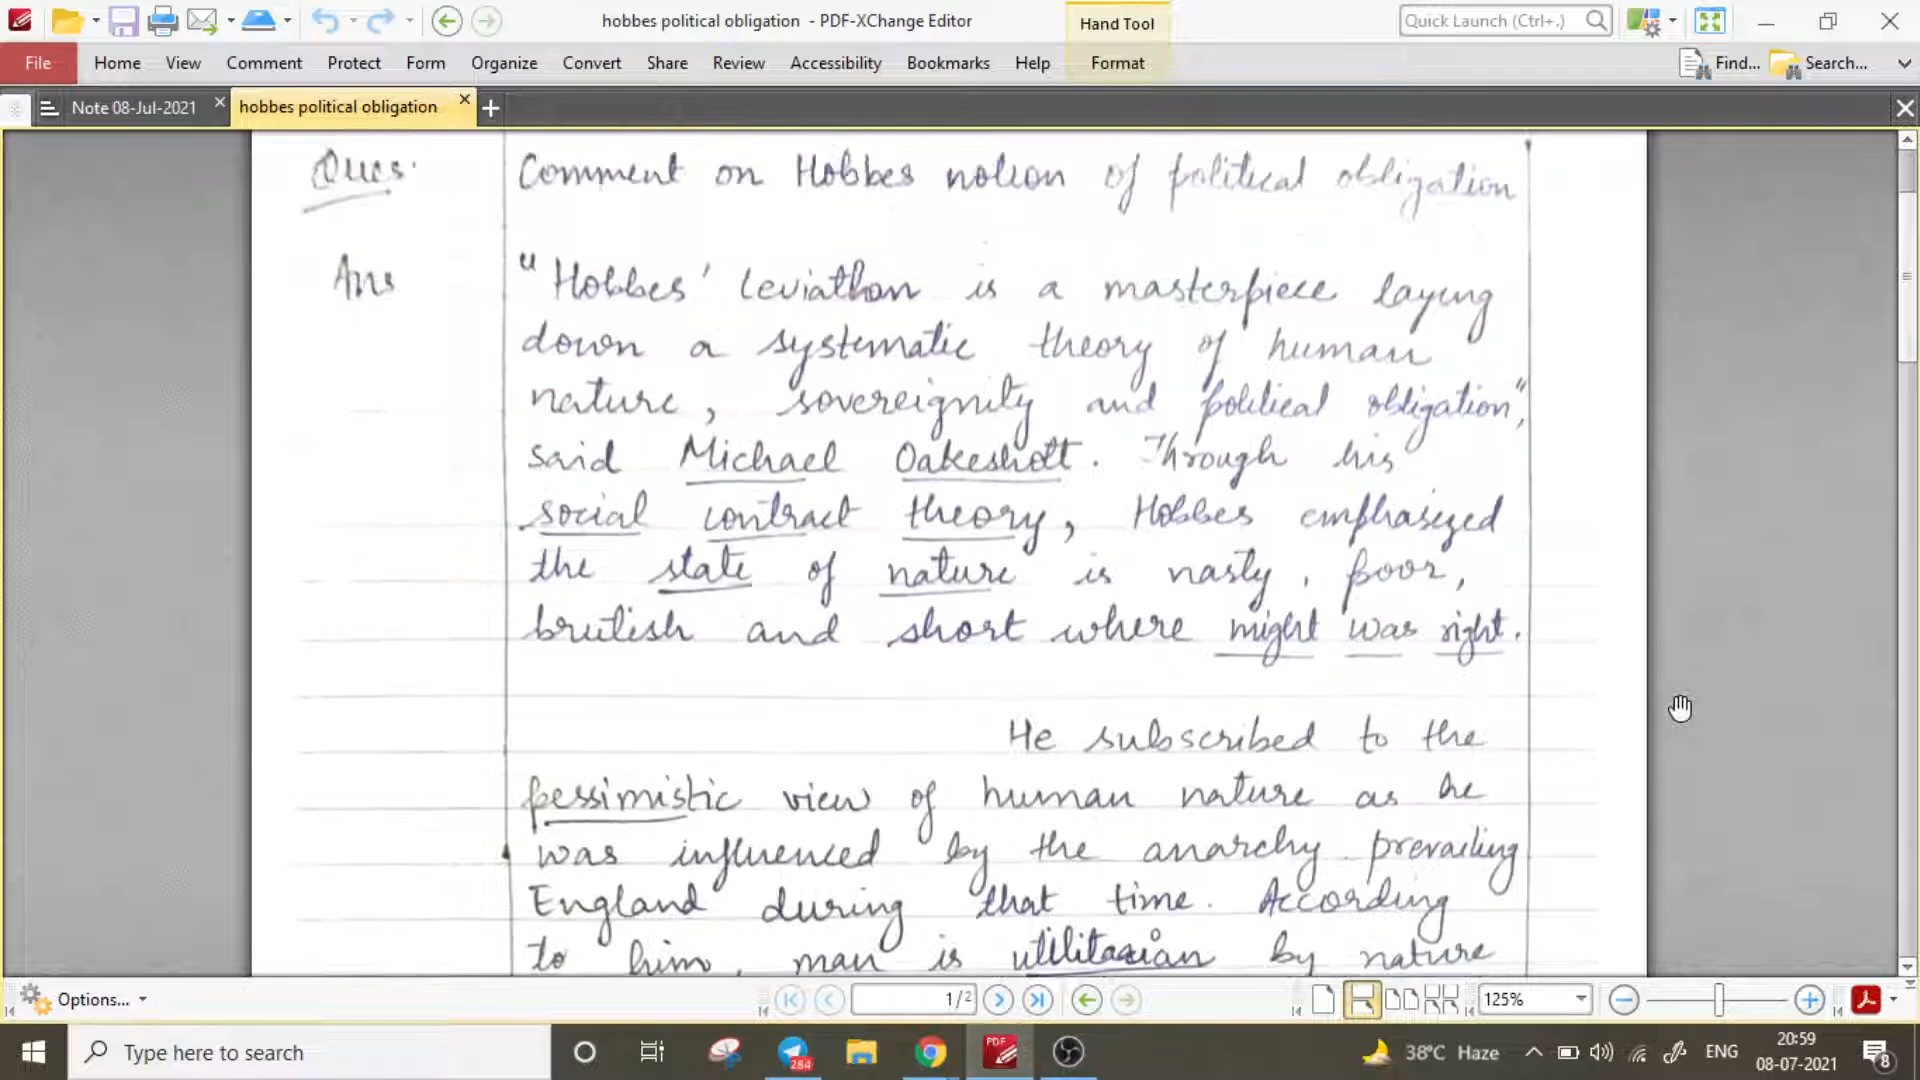 hobbes political obligation - PDF-XChange Editor
Hand Tool
Quick Launch (Ctrl+.)
File Home View Comment Protect Form Organize Convert Share Review Accessibility Bookmarks Help Format
Find... Search...
Note 08-Jul-2021 hobbes political obligation
Ques. Comment on Hobbes notion of political obligation
Ans "Hobbes' Leviathan is a masterpiece laying
down a systematic theory of human
nature, sovereignity and political obligation",
said Michael Oakeshott. Through his
social contract theory, Hobbes emphasized
the state of nature is nasty, poor,
brutish and short where might was right.
He subscribed to the
pessimistic view of human nature as he
was influenced by the anarchy prevailing
England during that time. According
to him, man is utilitarian by nature
Options... 1/2 125%
Type here to search
284
PDF
38°C Haze
ENG
20:59
08-07-2021
8